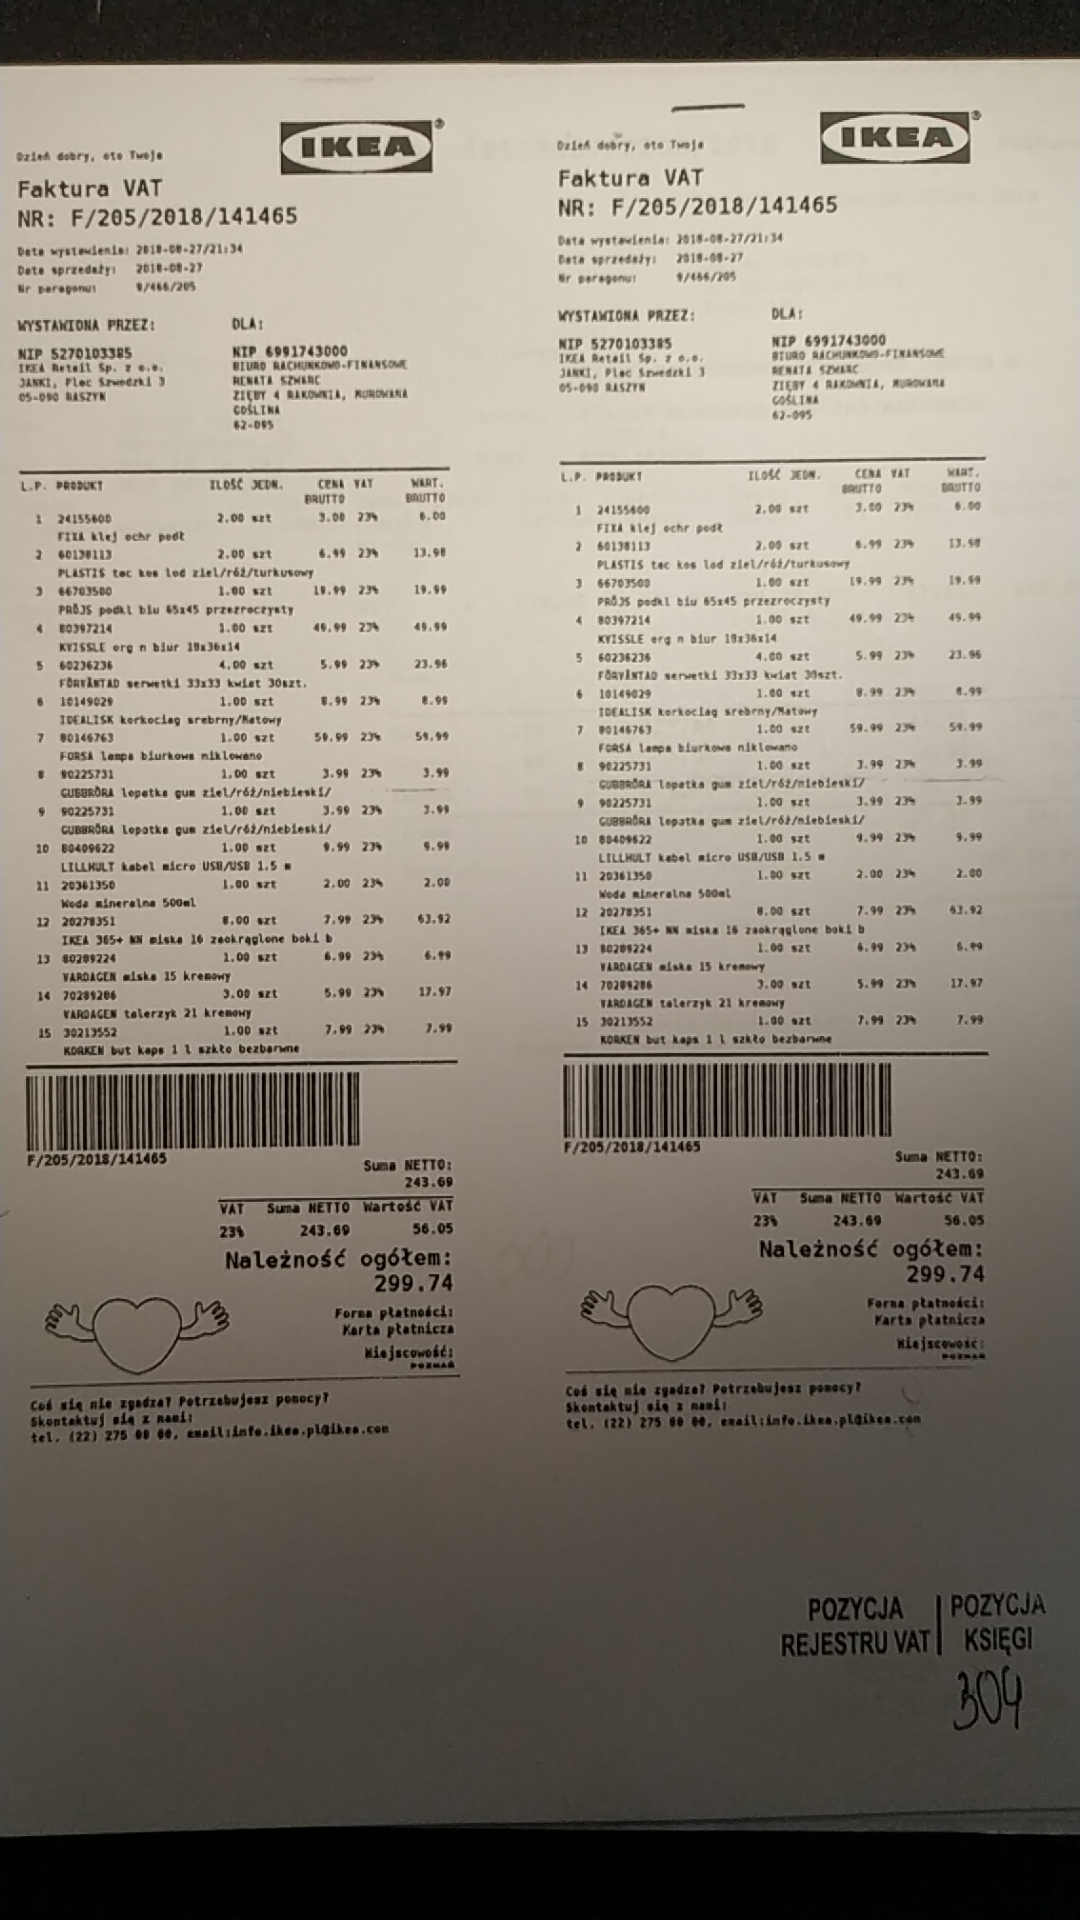 IKEA
Dzień dobry, oto Twoja
Faktura VAT
NR: F/205/2018/141465
Data wystawienia: 2018-08-27/21:34
Data sprzedaży: 2018-08-27
Nr paragonu: 9/466/205
WYSTAWIONA PRZEZ:
NIP 5270103385
IKEA Retail Sp. z o.o.
JANKI, Plac Szwedzki 3
05-090 RASZYN
DLA:
NIP 6991743000
BIURO RACHUNKOWO-FINANSOWE
RENATA SZWARC
ZIĘBY 4 RAKOWNIA, MUROWANA
GOŚLINA
62-095
L.P. PRODUKT ILOŚĆ JEDN. CENA VAT WART.
BRUTTO BRUTTO
1 24155600 2.00 szt 3.00 23% 6.00
FIXA klej ochr podł
2 60138113 2.00 szt 6.99 23% 13.98
PLASTIS tac kos lod ziel/róż/turkusowy
3 66703500 1.00 szt 19.99 23% 19.99
PRÖJS podkl biu 65x45 przezroczysty
4 80397214 1.00 szt 49.99 23% 49.99
KVISSLE org n biur 18x36x14
5 60236236 4.00 szt 5.99 23% 23.96
FÖRVÄNTAD serwetki 33x33 kwiat 30szt.
6 10149029 1.00 szt 8.99 23% 8.99
IDEALISK korkociąg srebrny/Matowy
7 80146763 1.00 szt 59.99 23% 59.99
FORSA lampa biurkowa niklowano
8 90225731 1.00 szt 3.99 23% 3.99
GUBBRÖRA łopatka gum ziel/róż/niebieski/
9 90225731 1.00 szt 3.99 23% 3.99
GUBBRÖRA łopatka gum ziel/róż/niebieski/
10 80409622 1.00 szt 9.99 23% 9.99
LILLHULT kabel micro USB/USB 1.5 m
11 20361350 1.00 szt 2.00 23% 2.00
Woda mineralna 500ml
12 20278351 8.00 szt 7.99 23% 63.92
IKEA 365+ NN miska 16 zaokrąglone boki b
13 80289224 1.00 szt 6.99 23% 6.99
VARDAGEN miska 15 kremowy
14 70289286 3.00 szt 5.99 23% 17.97
VARDAGEN talerzyk 21 kremowy
15 30213552 1.00 szt 7.99 23% 7.99
KORKEN but kaps 1 l szkło bezbarwne
F/205/2018/141465
Suma NETTO:
243.69
VAT Suma NETTO Wartość VAT
23% 243.69 56.05
Należność ogółem:
299.74
Forma płatności:
Karta płatnicza
Miejscowość:
POZNAŃ
Coś się nie zgadza? Potrzebujesz pomocy?
Skontaktuj się z nami:
tel. (22) 275 00 00, email:info.ikea.pl@ikea.com
IKEA
Dzień dobry, oto Twoja
Faktura VAT
NR: F/205/2018/141465
Data wystawienia: 2018-08-27/21:34
Data sprzedaży: 2018-08-27
Nr paragonu: 9/466/205
WYSTAWIONA PRZEZ:
NIP 5270103385
IKEA Retail Sp. z o.o.
JANKI, Plac Szwedzki 3
05-090 RASZYN
DLA:
NIP 6991743000
BIURO RACHUNKOWO-FINANSOWE
RENATA SZWARC
ZIĘBY 4 RAKOWNIA, MUROWANA
GOŚLINA
62-095
L.P. PRODUKT ILOŚĆ JEDN. CENA VAT WART.
BRUTTO BRUTTO
1 24155600 2.00 szt 3.00 23% 6.00
FIXA klej ochr podł
2 60138113 2.00 szt 6.99 23% 13.98
PLASTIS tac kos lod ziel/róż/turkusowy
3 66703500 1.00 szt 19.99 23% 19.99
PRÖJS podkl biu 65x45 przezroczysty
4 80397214 1.00 szt 49.99 23% 49.99
KVISSLE org n biur 18x36x14
5 60236236 4.00 szt 5.99 23% 23.96
FÖRVÄNTAD serwetki 33x33 kwiat 30szt.
6 10149029 1.00 szt 8.99 23% 8.99
IDEALISK korkociąg srebrny/Matowy
7 80146763 1.00 szt 59.99 23% 59.99
FORSA lampa biurkowa niklowano
8 90225731 1.00 szt 3.99 23% 3.99
GUBBRÖRA łopatka gum ziel/róż/niebieski/
9 90225731 1.00 szt 3.99 23% 3.99
GUBBRÖRA łopatka gum ziel/róż/niebieski/
10 80409622 1.00 szt 9.99 23% 9.99
LILLHULT kabel micro USB/USB 1.5 m
11 20361350 1.00 szt 2.00 23% 2.00
Woda mineralna 500ml
12 20278351 8.00 szt 7.99 23% 63.92
IKEA 365+ NN miska 16 zaokrąglone boki b
13 80289224 1.00 szt 6.99 23% 6.99
VARDAGEN miska 15 kremowy
14 70289286 3.00 szt 5.99 23% 17.97
VARDAGEN talerzyk 21 kremowy
15 30213552 1.00 szt 7.99 23% 7.99
KORKEN but kaps 1 l szkło bezbarwne
F/205/2018/141465
Suma NETTO:
243.69
VAT Suma NETTO Wartość VAT
23% 243.69 56.05
Należność ogółem:
299.74
Forma płatności:
Karta płatnicza
Miejscowość:
POZNAŃ
Coś się nie zgadza? Potrzebujesz pomocy?
Skontaktuj się z nami:
tel. (22) 275 00 00, email:info.ikea.pl@ikea.com
POZYCJA REJESTRU VAT
POZYCJA KSIĘGI
304